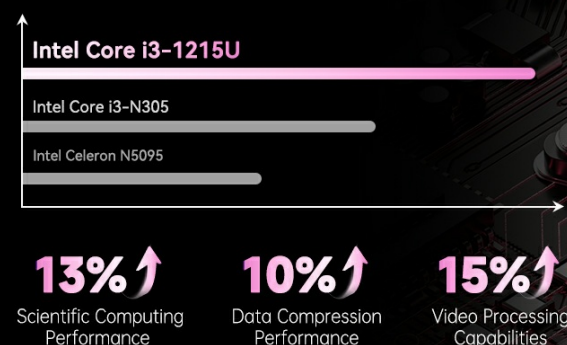 Intel Core i3-1215U
Intel Core i3-N305
Intel Celeron N5095
13%
10%
15%
Scientific Computing
Performance
Data Compression
Performance
Video Processing
Capabilities